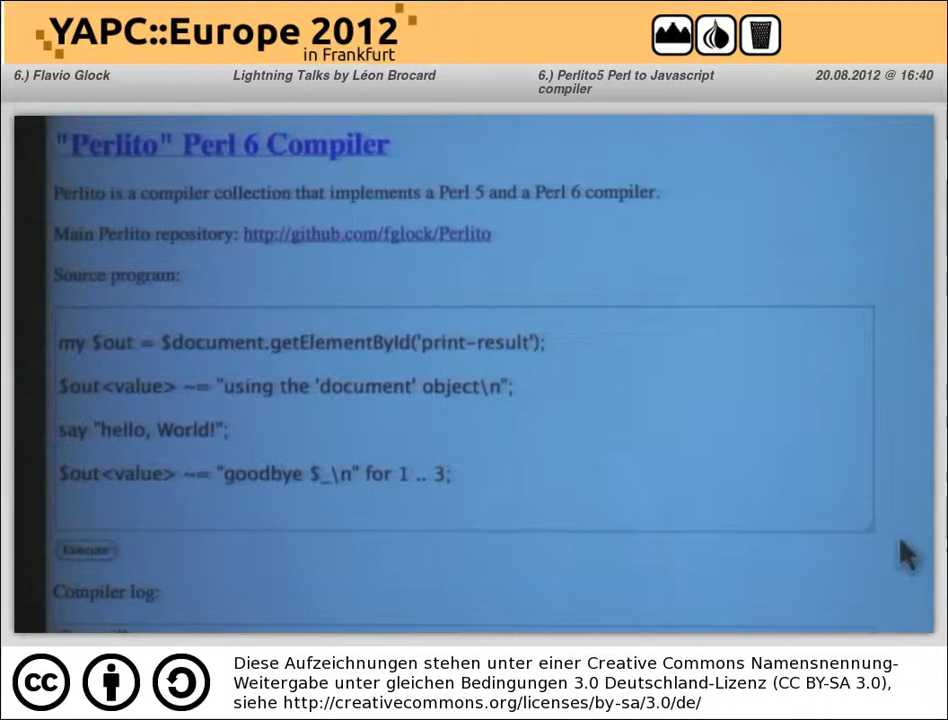 YAPC::Europe 2012
in Frankfurt
6.) Flavio Glock
Lightning Talks by Léon Brocard
6.) Perlito5 Perl to Javascript
compiler
20.08.2012 @ 16:40
"Perlito" Perl 6 Compiler
Perlito is a compiler collection that implements a Perl 5 and a Perl 6 compiler.
Main Perlito repository: http://github.com/fglock/Perlito
Source program:
my $out = $document.getElementById('print-result');
$out<value> ~= "using the 'document' object\n";
say "hello, World!";
$out<value> ~= "goodbye $_\n" for 1 .. 3;
Execute
Compiler log:
cc
Diese Aufzeichnungen stehen unter einer Creative Commons Namensnennung-
Weitergabe unter gleichen Bedingungen 3.0 Deutschland-Lizenz (CC BY-SA 3.0),
siehe http://creativecommons.org/licenses/by-sa/3.0/de/